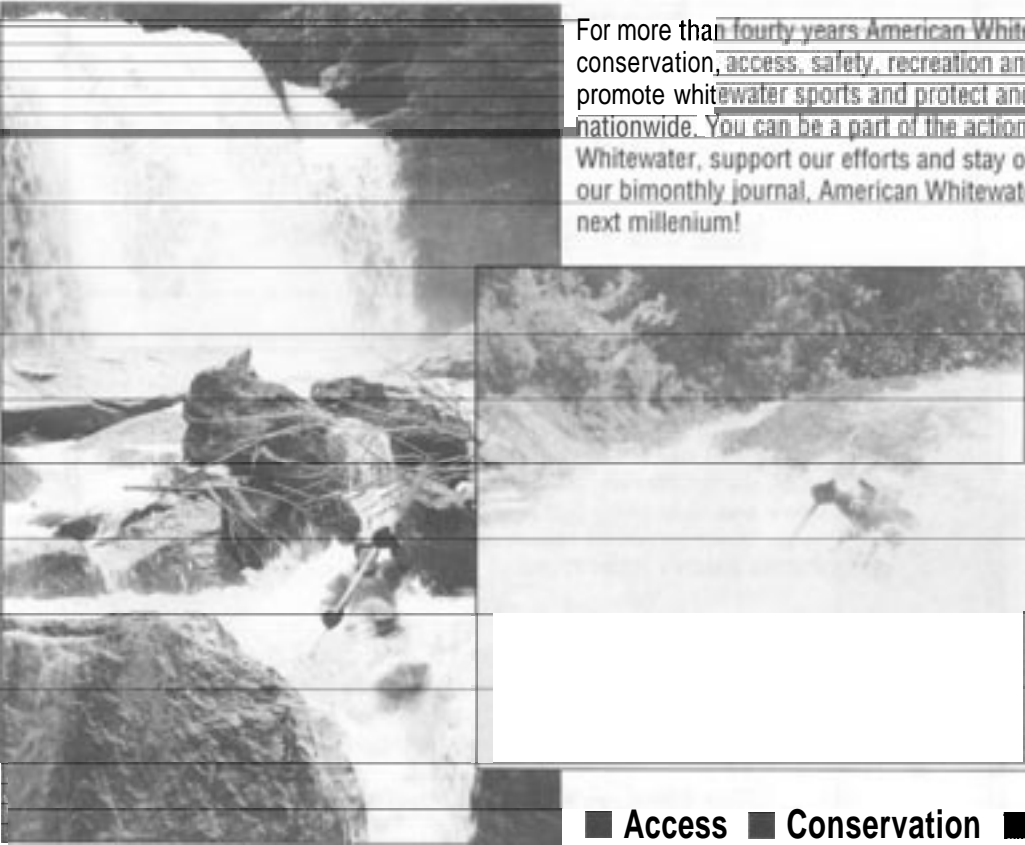 For more than fourty years American White
conservation, access, safety, recreation an
promote whitewater sports and protect and
nationwide. You can be a part of the action
Whitewater, support our efforts and stay o
our bimonthly journal, American Whitewat
next millenium!
Access Conservation